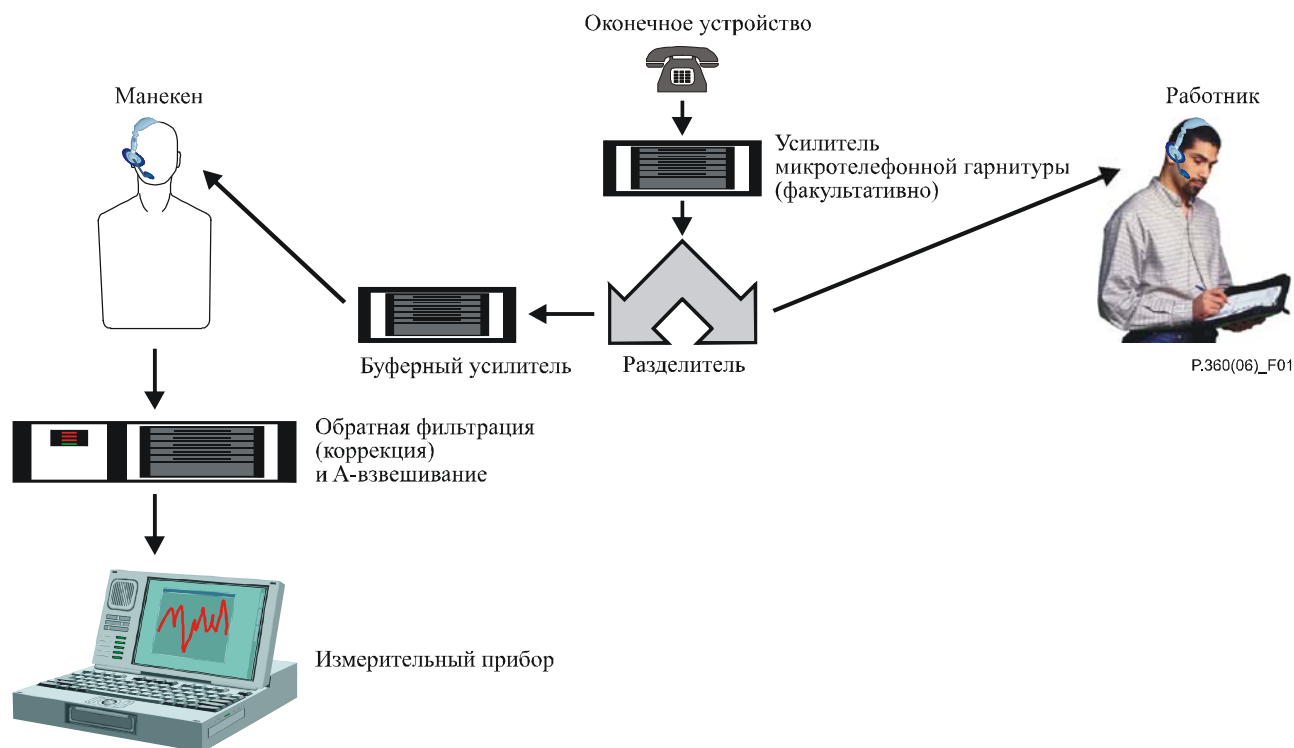 Оконечное устройство
Манекен
Работник
Усилитель
микротелефонной гарнитуры
(факультативно)
Буферный усилитель
Разделитель
P.360(06)_F01
Обратная фильтрация
(коррекция)
и А-взвешивание
Измерительный прибор